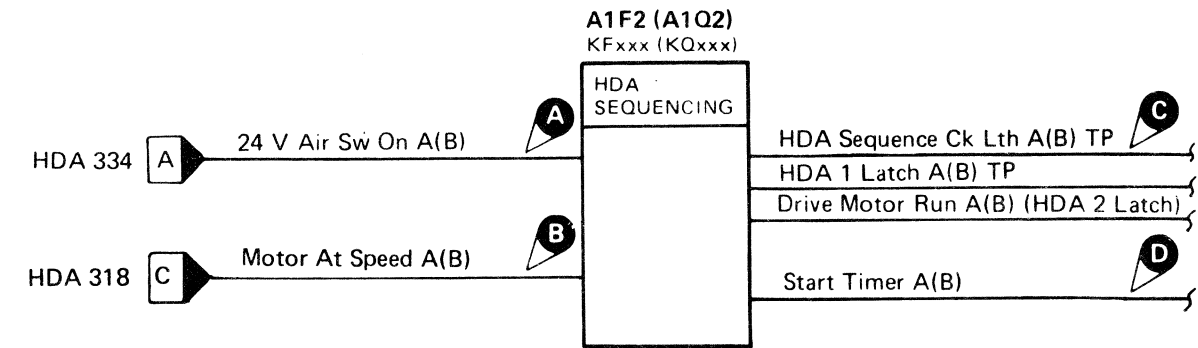 A1F2 (A1Q2)
KFxxx (KQxxx)
HDA
SEQUENCING
A
C
24 V Air Sw On A(B)
HDA Sequence Ck Lth A(B) TP
HDA 334
A
HDA 1 Latch A(B) TP
Drive Motor Run A(B) (HDA 2 Latch)
B
D
Motor At Speed A(B)
HDA 318
C
Start Timer A(B)